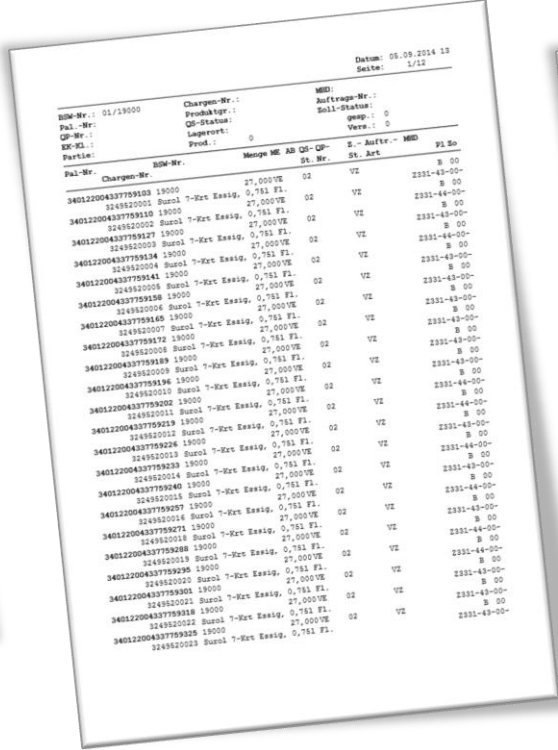 Datum: 05.09.2014 13
Seite: 1/12
BSW-Nr.: 01/19000 Chargen-Nr.: MHD:
Pal.-Nr: Produktgr.: Auftrags-Nr.:
QP-Nr.: QS-Status: Zoll-Status:
KK-Kl.: Lagerort: gesp.: 0
Partie: Prod.: 0 Vers.: 0
Pal-Nr. BSW-Nr. Menge ME AB QS- QP- Z.- Auftr.- MHD Pl Zo
Chargen-Nr. St. Nr. St. Art
340122004337759103 19000 27,000VE 02 VZ B 00
3249520001 Surol 7-Krt Essig, 0,75l Fl. Z331-43-00-
340122004337759110 19000 27,000VE 02 VZ B 00
3249520002 Surol 7-Krt Essig, 0,75l Fl. Z331-44-00-
340122004337759127 19000 27,000VE 02 VZ B 00
3249520003 Surol 7-Krt Essig, 0,75l Fl. Z331-43-00-
340122004337759134 19000 27,000VE 02 VZ B 00
3249520004 Surol 7-Krt Essig, 0,75l Fl. Z331-44-00-
340122004337759141 19000 27,000VE 02 VZ B 00
3249520005 Surol 7-Krt Essig, 0,75l Fl. Z331-43-00-
340122004337759158 19000 27,000VE 02 VZ B 00
3249520006 Surol 7-Krt Essig, 0,75l Fl. Z331-44-00-
340122004337759165 19000 27,000VE 02 VZ B 00
3249520007 Surol 7-Krt Essig, 0,75l Fl. Z331-43-00-
340122004337759172 19000 27,000VE 02 VZ B 00
3249520008 Surol 7-Krt Essig, 0,75l Fl. Z331-43-00-
340122004337759189 19000 27,000VE 02 VZ B 00
3249520009 Surol 7-Krt Essig, 0,75l Fl. Z331-43-00-
340122004337759196 19000 27,000VE 02 VZ B 00
3249520010 Surol 7-Krt Essig, 0,75l Fl. Z331-43-00-
340122004337759202 19000 27,000VE 02 VZ B 00
3249520011 Surol 7-Krt Essig, 0,75l Fl. Z331-44-00-
340122004337759219 19000 27,000VE 02 VZ B 00
3249520012 Surol 7-Krt Essig, 0,75l Fl. Z331-43-00-
340122004337759226 19000 27,000VE 02 VZ B 00
3249520013 Surol 7-Krt Essig, 0,75l Fl. Z331-44-00-
340122004337759233 19000 27,000VE 02 VZ B 00
3249520014 Surol 7-Krt Essig, 0,75l Fl. Z331-43-00-
340122004337759240 19000 27,000VE 02 VZ B 00
3249520015 Surol 7-Krt Essig, 0,75l Fl. Z331-44-00-
340122004337759257 19000 27,000VE 02 VZ B 00
3249520016 Surol 7-Krt Essig, 0,75l Fl. Z331-43-00-
340122004337759271 19000 27,000VE 02 VZ B 00
3249520018 Surol 7-Krt Essig, 0,75l Fl. Z331-44-00-
340122004337759288 19000 27,000VE 02 VZ B 00
3249520019 Surol 7-Krt Essig, 0,75l Fl. Z331-44-00-
340122004337759295 19000 27,000VE 02 VZ B 00
3249520020 Surol 7-Krt Essig, 0,75l Fl. Z331-43-00-
340122004337759301 19000 27,000VE 02 VZ B 00
3249520021 Surol 7-Krt Essig, 0,75l Fl. Z331-44-00-
340122004337759318 19000 27,000VE 02 VZ B 00
3249520022 Surol 7-Krt Essig, 0,75l Fl. Z331-43-00-
340122004337759325 19000 27,000VE 02 VZ B 00
3249520023 Surol 7-Krt Essig, 0,75l Fl. Z331-43-00-